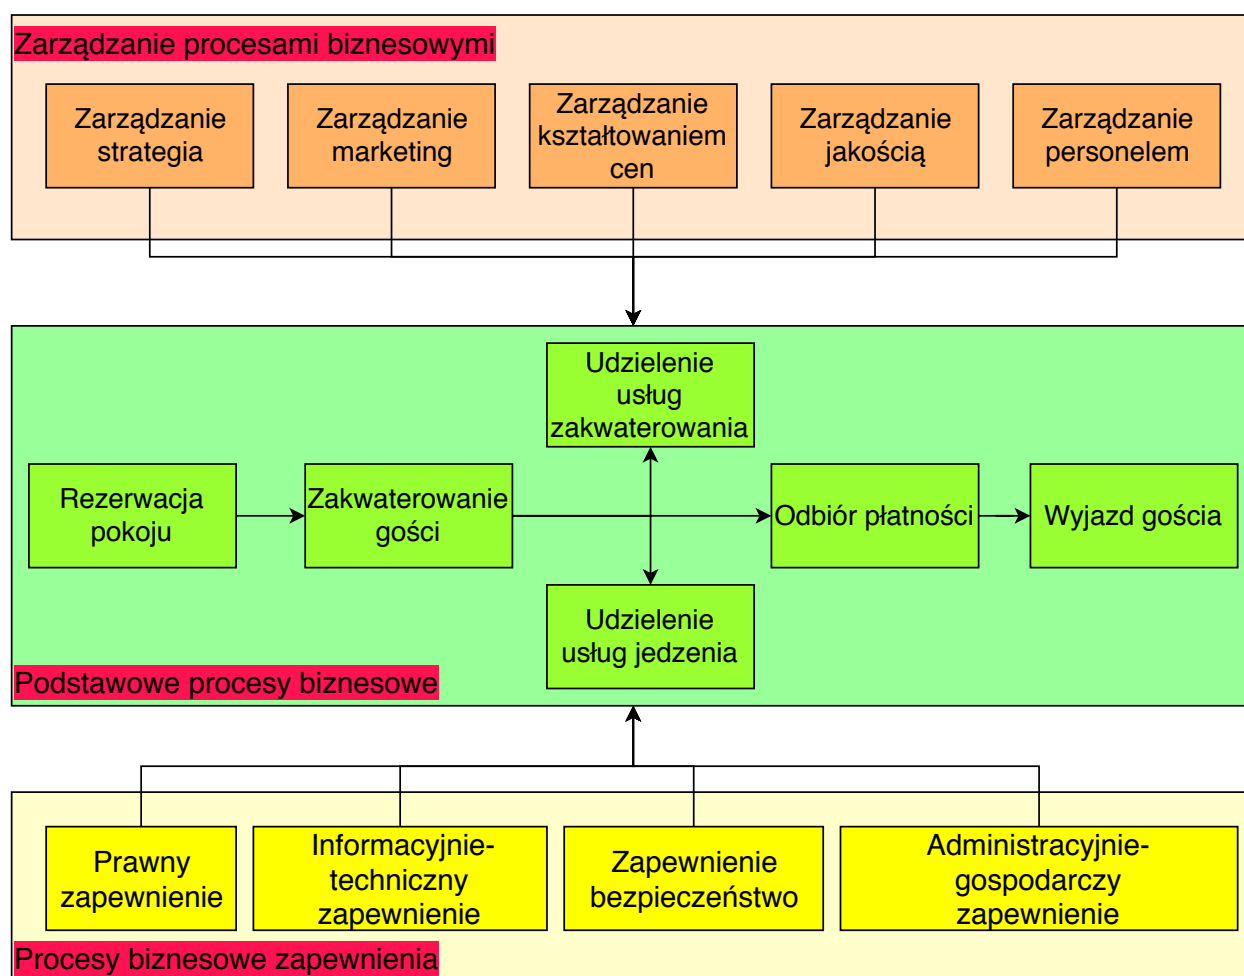 Zarządzanie procesami biznesowymi
Zarządzanie
strategia
Zarządzanie
marketing
Zarządzanie
kształtowaniem
cen
Zarządzanie
jakością
Zarządzanie
personelem
Udzielenie
usług
zakwaterowania
Rezerwacja
pokoju
Zakwaterowanie
gości
Odbiór płatności
Wyjazd gościa
Udzielenie
usług jedzenia
Podstawowe procesy biznesowe
Prawny
zapewnienie
Informacyjnie-
techniczny
zapewnienie
Zapewnienie
bezpieczeństwo
Administracyjnie-
gospodarczy
zapewnienie
Procesy biznesowe zapewnienia